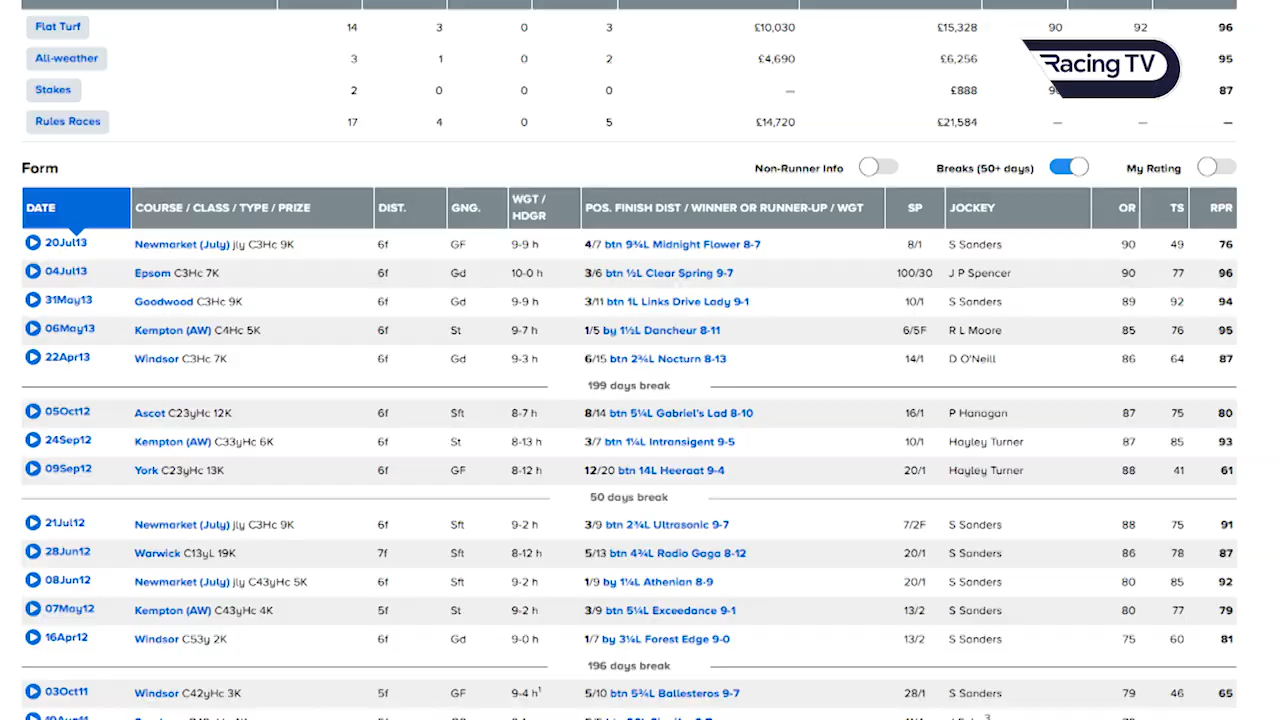 Flat Turf 14 3 0 3 £10,030 £15,328 90 92 96
All-weather 3 1 0 2 £4,690 £6,256 95
Racing TV
Stakes 2 0 0 0 — £888 87
Rules Races 17 4 0 5 £14,720 £21,584 — — —
Form Non-Runner Info Breaks (50+ days) My Rating
DATE COURSE / CLASS / TYPE / PRIZE DIST. GNG. WGT / HDGR POS. FINISH DIST / WINNER OR RUNNER-UP / WGT SP JOCKEY OR TS RPR
20Jul13 Newmarket (July) jly C3Hc 9K 6f GF 9-9 h 4/7 btn 9¾L Midnight Flower 8-7 8/1 S Sanders 90 49 76
04Jul13 Epsom C3Hc 7K 6f Gd 10-0 h 3/6 btn ½L Clear Spring 9-7 100/30 J P Spencer 90 77 96
31May13 Goodwood C3Hc 9K 6f Gd 9-9 h 3/11 btn 1L Links Drive Lady 9-1 10/1 S Sanders 89 92 94
06May13 Kempton (AW) C4Hc 5K 6f St 9-7 h 1/5 by 1½L Dancheur 8-11 6/5F R L Moore 85 76 95
22Apr13 Windsor C3Hc 7K 6f Gd 9-3 h 6/15 btn 2¾L Nocturn 8-13 14/1 D O'Neill 86 64 87
199 days break
05Oct12 Ascot C23yHc 12K 6f Sft 8-7 h 8/14 btn 5¼L Gabriel's Lad 8-10 16/1 P Hanagan 87 75 80
24Sep12 Kempton (AW) C33yHc 6K 6f St 8-13 h 3/7 btn 1¼L Intransigent 9-5 10/1 Hayley Turner 87 85 93
09Sep12 York C23yHc 13K 6f GF 8-12 h 12/20 btn 14L Heeraat 9-4 20/1 Hayley Turner 88 41 61
50 days break
21Jul12 Newmarket (July) jly C3Hc 9K 6f Sft 9-2 h 3/9 btn 2¼L Ultrasonic 9-7 7/2F S Sanders 88 75 91
28Jun12 Warwick C13yL 19K 7f Sft 8-12 h 5/13 btn 4¾L Radio Gaga 8-12 20/1 S Sanders 86 78 87
08Jun12 Newmarket (July) jly C43yHc 5K 6f Sft 9-2 h 1/9 by 1¼L Athenian 8-9 20/1 S Sanders 80 85 92
07May12 Kempton (AW) C43yHc 4K 5f St 9-2 h 3/9 btn 5¼L Exceedance 9-1 13/2 S Sanders 80 77 79
16Apr12 Windsor C53y 2K 6f Gd 9-0 h 1/7 by 3¼L Forest Edge 9-0 13/2 S Sanders 75 60 81
196 days break
03Oct11 Windsor C42yHc 3K 5f GF 9-4 h1 5/10 btn 5¾L Ballesteros 9-7 28/1 S Sanders 79 46 65